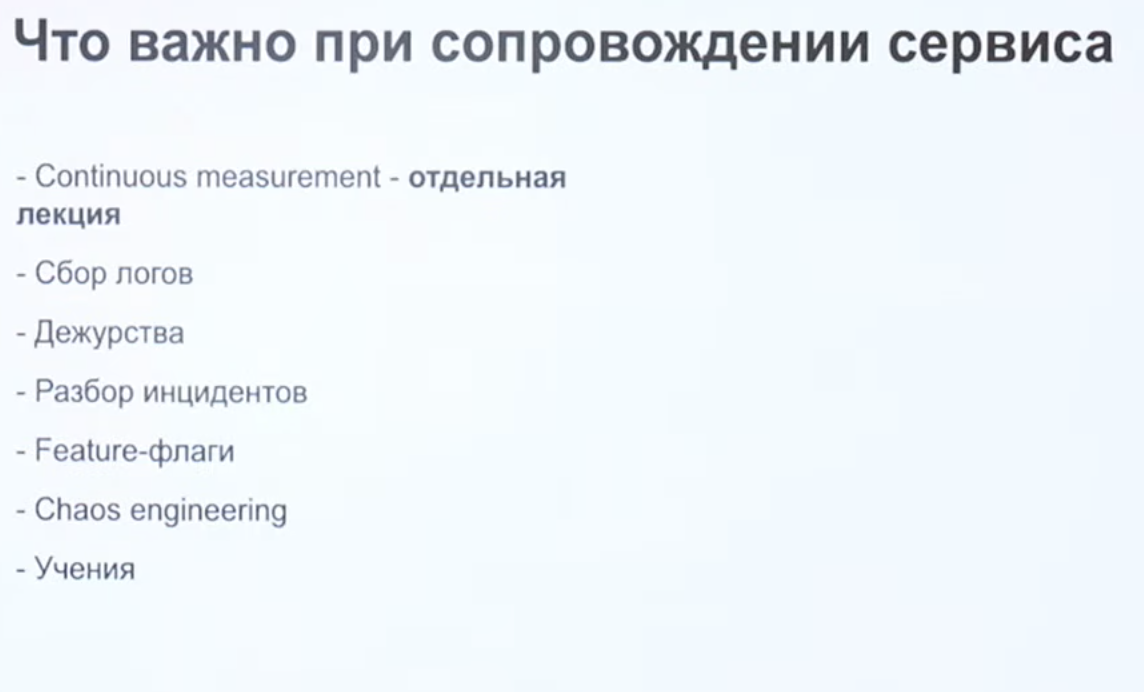 Что важно при сопровождении сервиса
- Continuous measurement - отдельная
лекция
- Сбор логов
- Дежурства
- Разбор инцидентов
- Feature-флаги
- Chaos engineering
- Учения